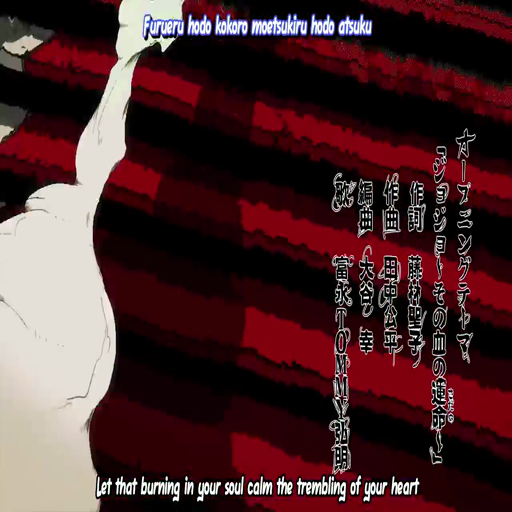 Furueru hodo kokoro moetsukiru hodo atsuku
オープニングテーマ
「ジョジョ～その血の運命～」
さだめ
作詞 藤林聖子
作曲 田中公平
編曲 大谷 幸
歌 富永TOMMY弘明
Let that burning in your soul calm the trembling of your heart